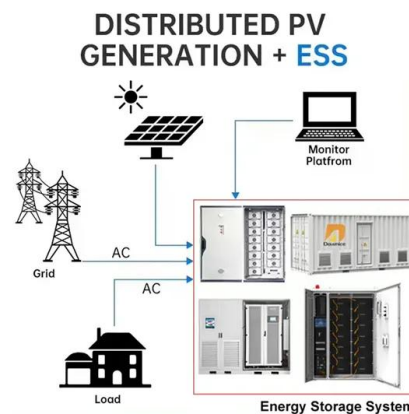 DISTRIBUTED PV
GENERATION + ESS
Monitor
Platfrom
AC
Grid
AC
Load
Energy Storage System